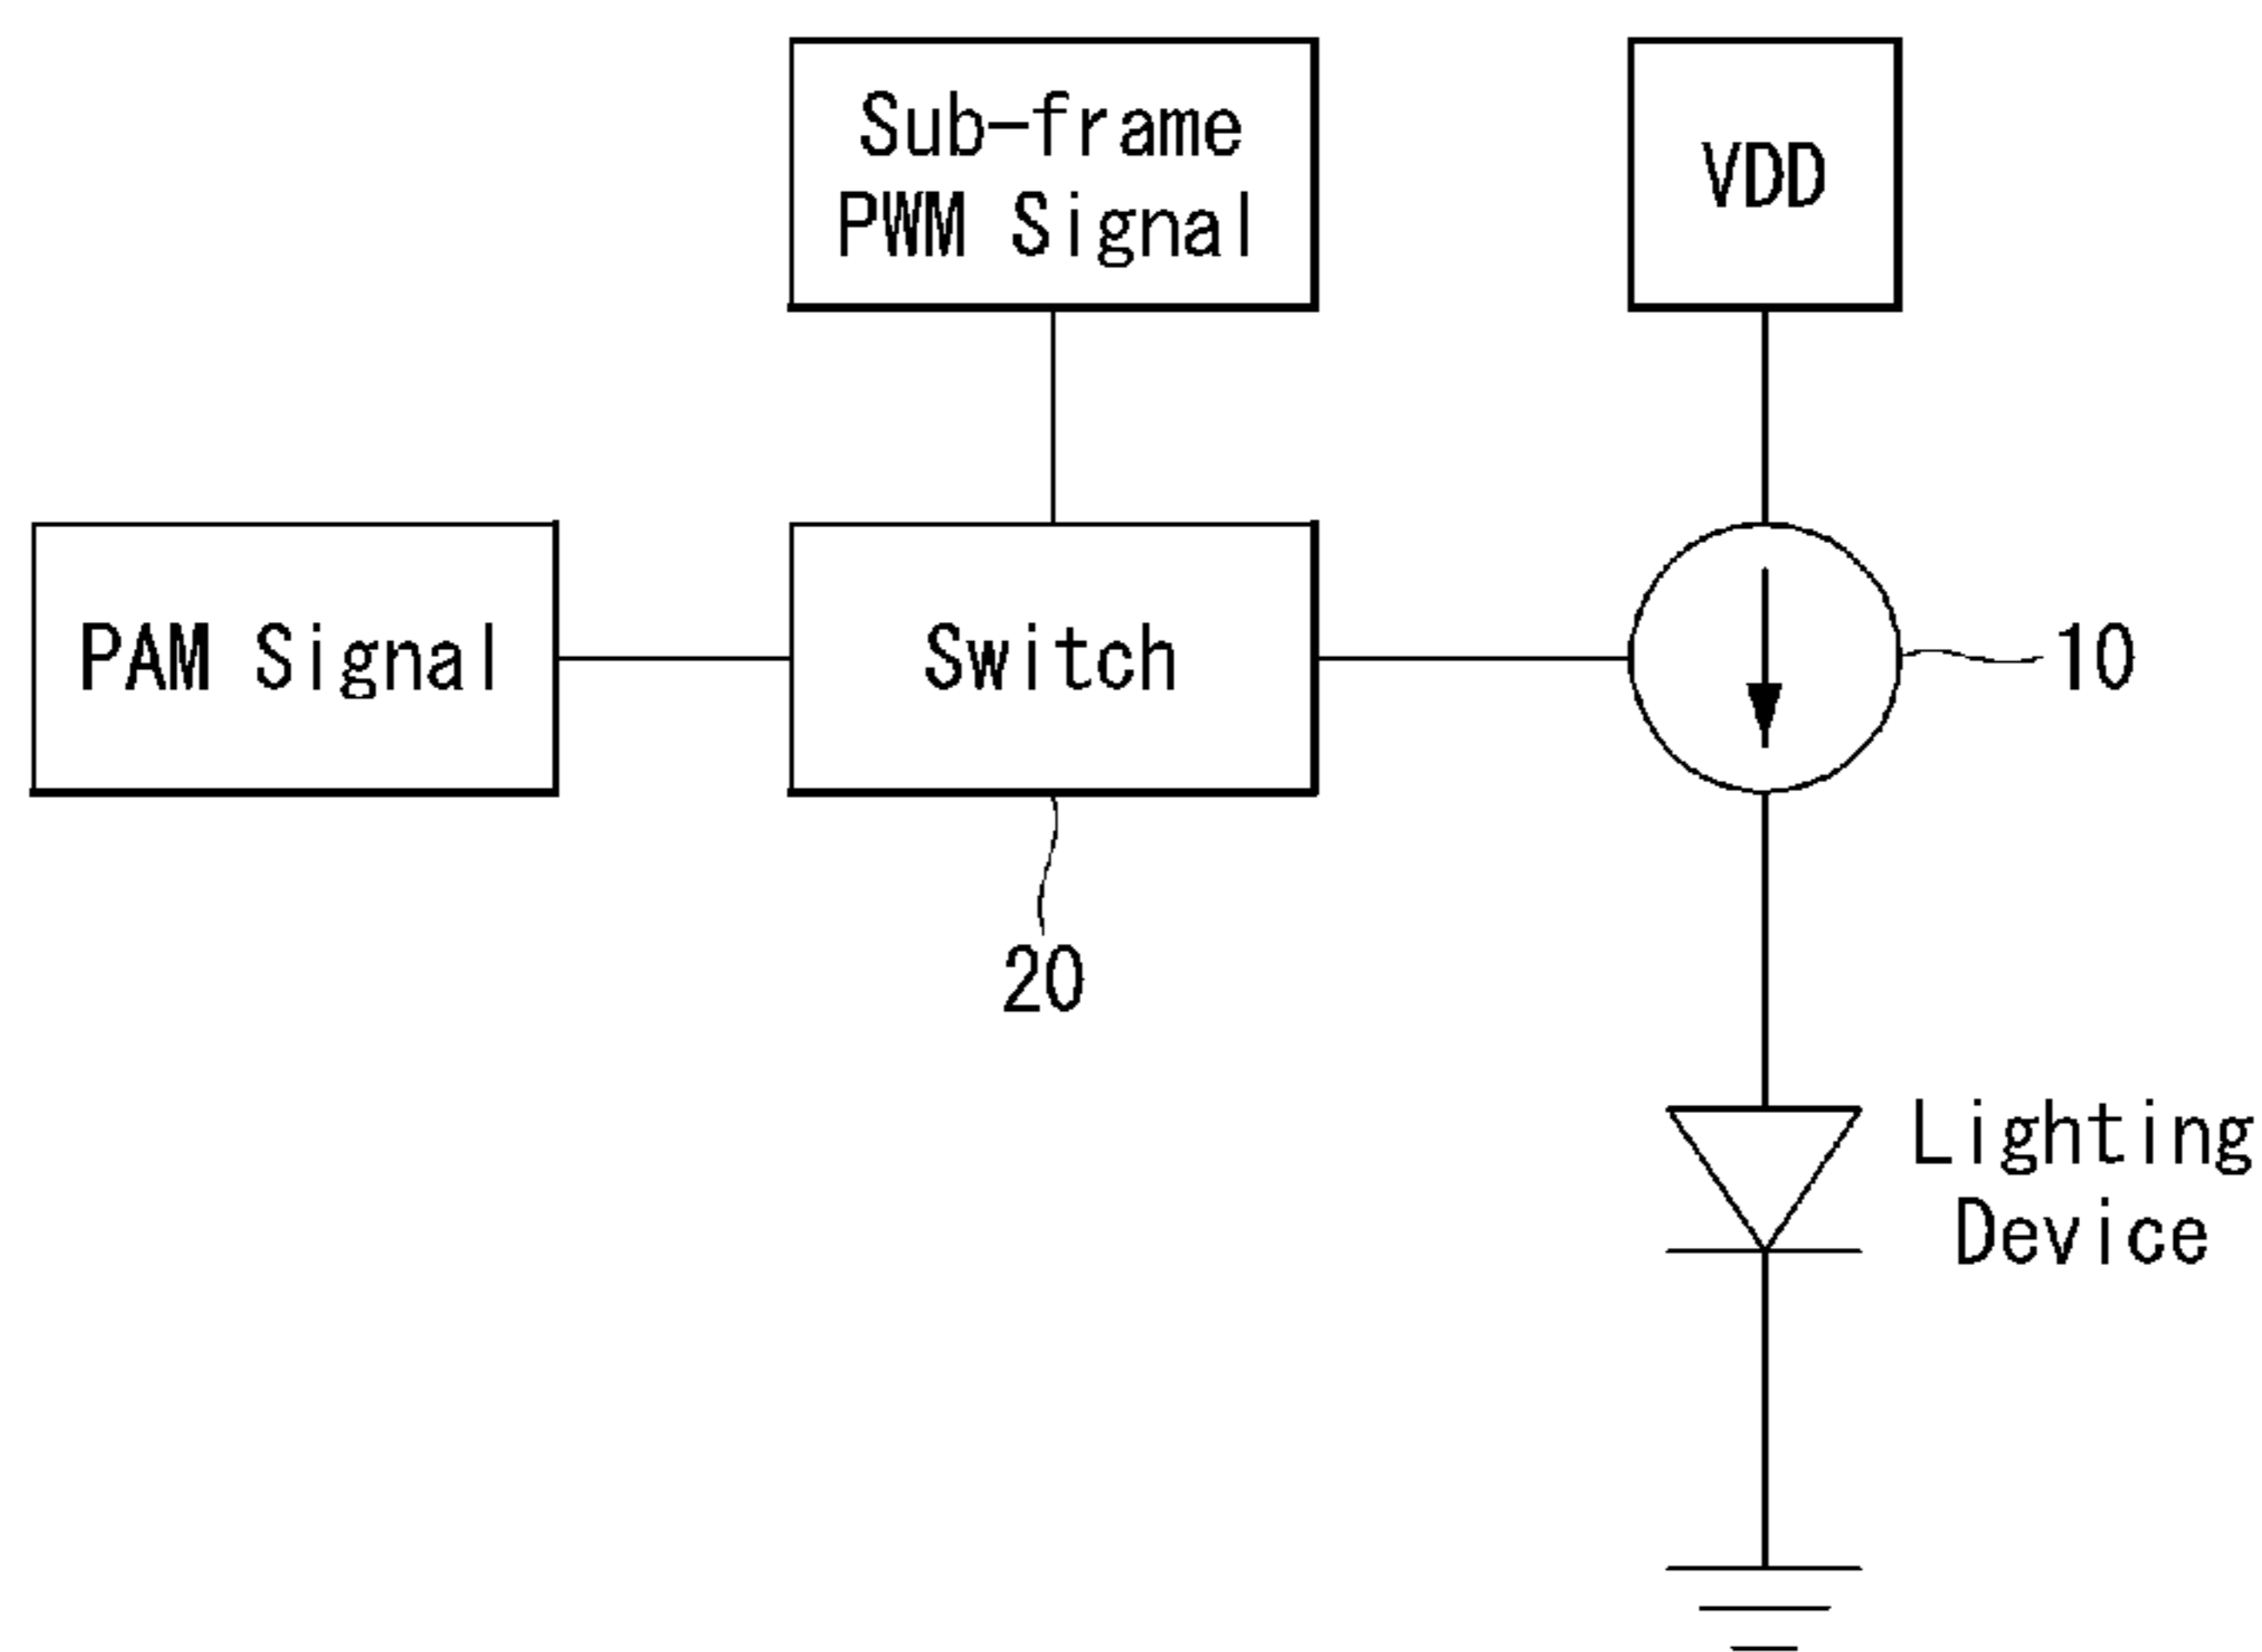 Sub-frame
PWM Signal
VDD
PAM Signal
Switch
10
20
Lighting
Device